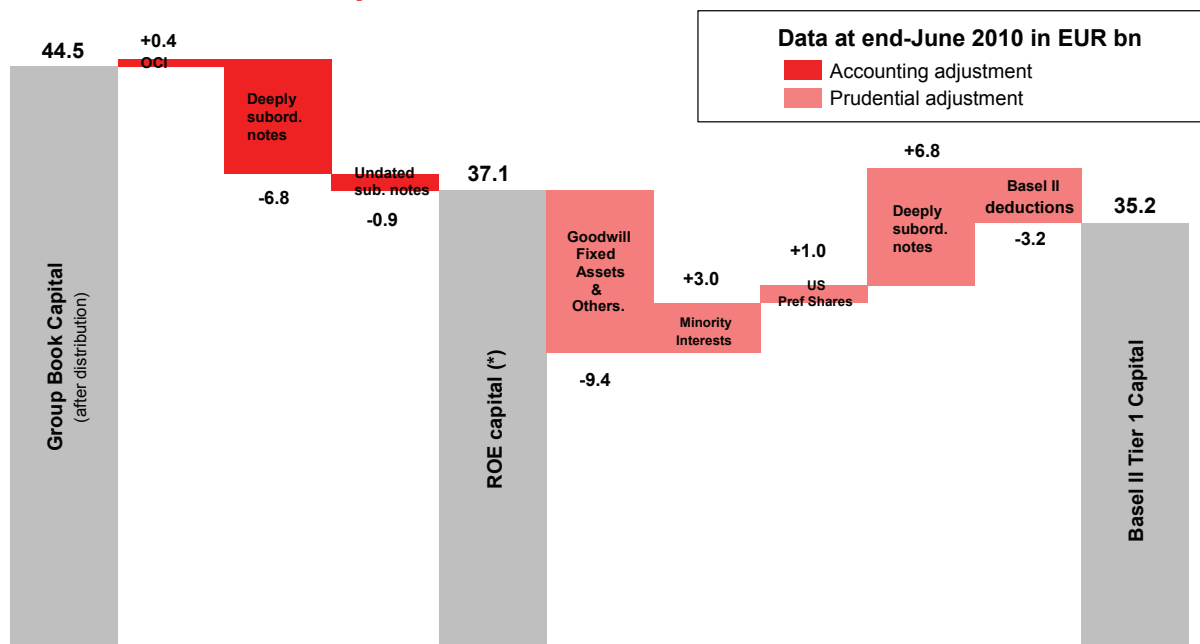 Data at end-June 2010 in EUR bn
Accounting adjustment
Prudential adjustment
44.5
+0.4
OCI
Deeply
subord.
notes
-6.8
Undated
sub. notes
-0.9
37.1
Goodwill
Fixed
Assets
&
Others.
-9.4
+3.0
Minority
Interests
+1.0
US
Pref Shares
+6.8
Deeply
subord.
notes
Basel II
deductions
-3.2
35.2
Group Book Capital
(after distribution)
ROE capital (*)
Basel II Tier 1 Capital